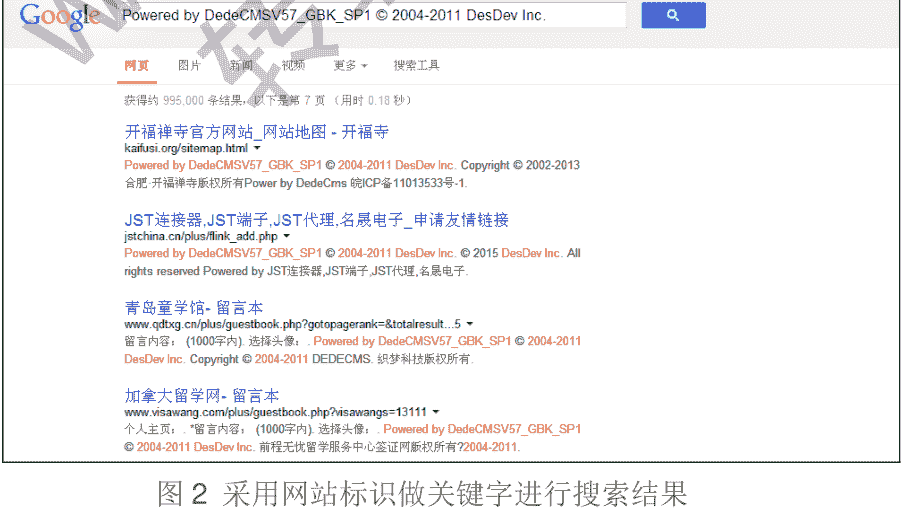 Google Powered by DedeCMSV57_GBK_SP1 © 2004-2011 DesDev Inc.
网页 图片 新闻 视频 更多 搜索工具
获得约 995,000 条结果，以下是第 7 页 （用时 0.18 秒）
开福禅寺官方网站_网站地图 - 开福寺
kaifusi.org/sitemap.html
Powered by DedeCMSV57_GBK_SP1 © 2004-2011 DesDev Inc. Copyright © 2002-2013
合肥·开福禅寺版权所有Power by DedeCms 皖ICP备11013533号-1.
JST连接器,JST端子,JST代理,名晟电子_申请友情链接
jstchina.cn/plus/flink_add.php
Powered by DedeCMSV57_GBK_SP1 © 2004-2011 DesDev Inc. © 2015 DesDev Inc. All
rights reserved Powered by JST连接器,JST端子,JST代理,名晟电子.
青岛童学馆- 留言本
www.qdtxg.cn/plus/guestbook.php?gotopagerank=&totalresult...5
留言内容： (1000字内). 选择头像： . Powered by DedeCMSV57_GBK_SP1 © 2004-2011
DesDev Inc. Copyright © 2004-2011 DEDECMS. 织梦科技版权所有.
加拿大留学网- 留言本
www.visawang.com/plus/guestbook.php?visawangs=13111
个人主页： . *留言内容： (1000字内). 选择头像： . Powered by DedeCMSV57_GBK_SP1
© 2004-2011 DesDev Inc. 前程无忧留学服务中心签证网版权所有?2004-2011.
图 2 采用网站标识做关键字进行搜索结果